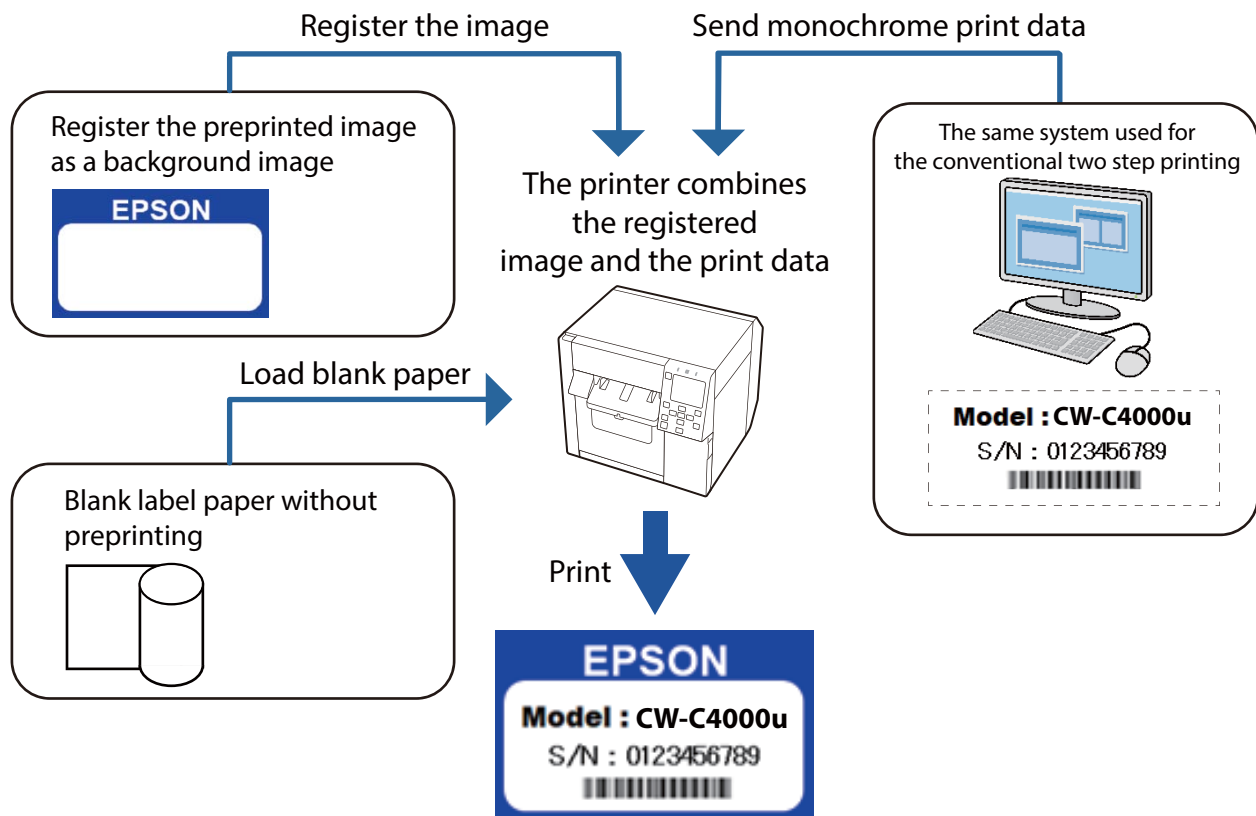 Register the image
Send monochrome print data
Register the preprinted image
as a background image
EPSON
The printer combines
the registered
image and the print data
The same system used for
the conventional two step printing
Model : CW-C4000u
S/N : 0123456789
Load blank paper
Blank label paper without
preprinting
Print
EPSON
Model : CW-C4000u
S/N : 0123456789